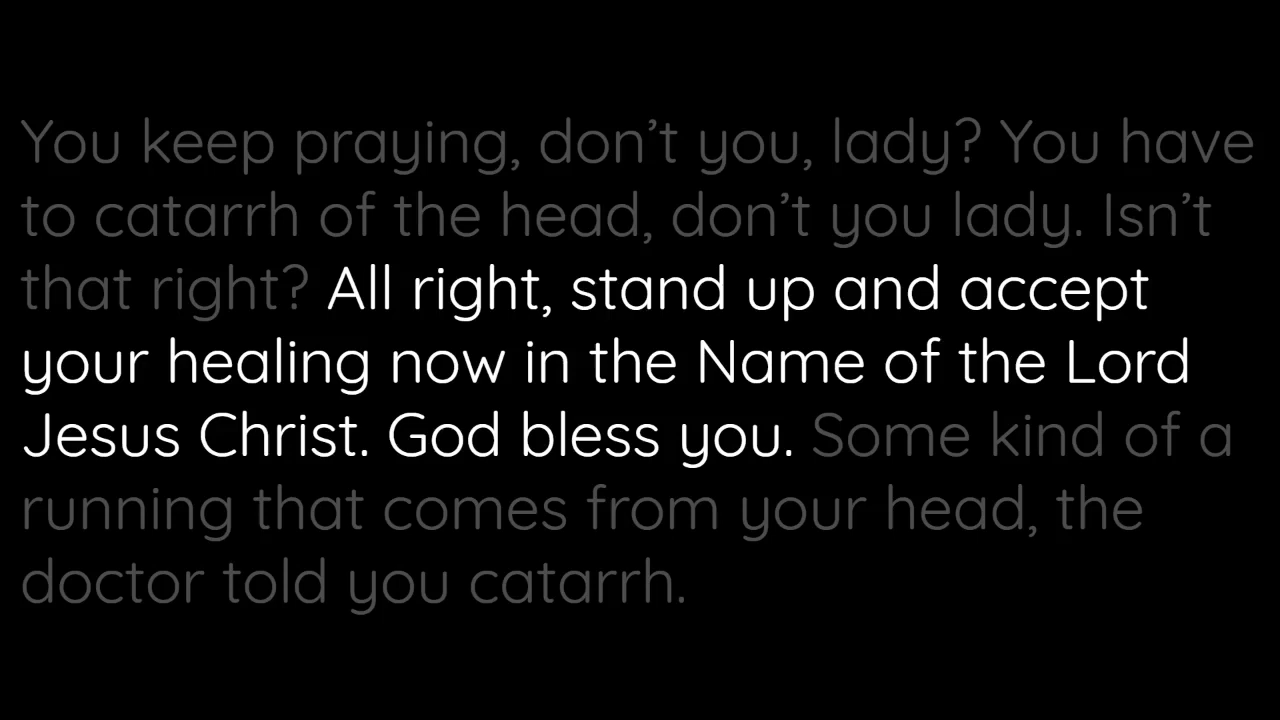 You keep praying, don’t you, lady? You have
to catarrh of the head, don’t you lady. Isn’t
that right? All right, stand up and accept
your healing now in the Name of the Lord
Jesus Christ. God bless you. Some kind of a
running that comes from your head, the
doctor told you catarrh.